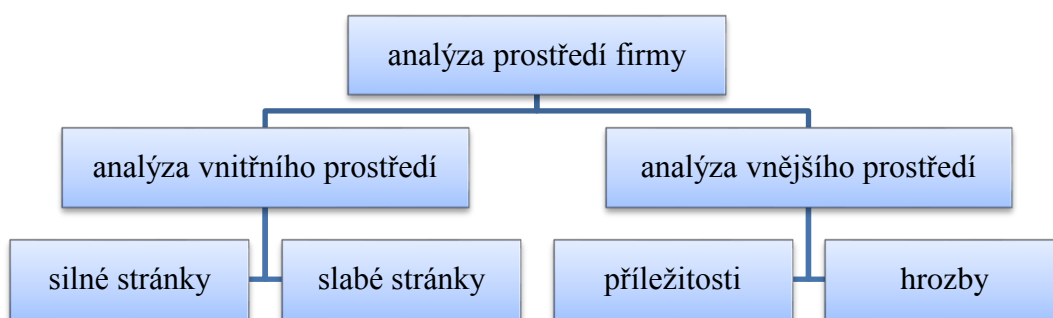 analýza prostředí firmy
analýza vnitřního prostředí
analýza vnějšího prostředí
silné stránky
slabé stránky
příležitosti
hrozby